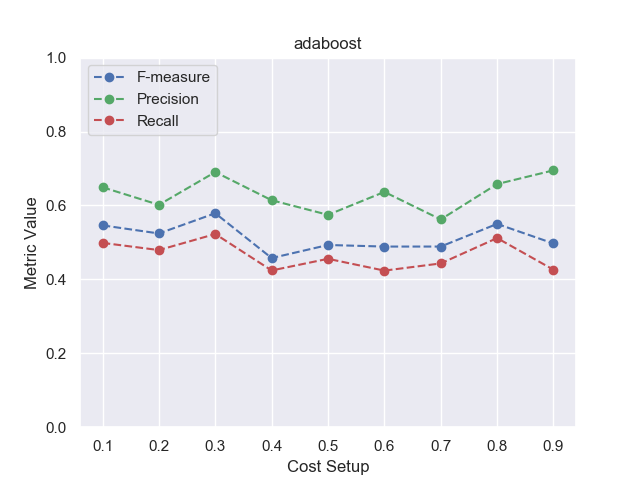 adaboost
1.0
0.8
0.6
0.4
0.2
0.0
Metric Value
F-measure
Precision
Recall
0.1 0.2 0.3 0.4 0.5 0.6 0.7 0.8 0.9
Cost Setup